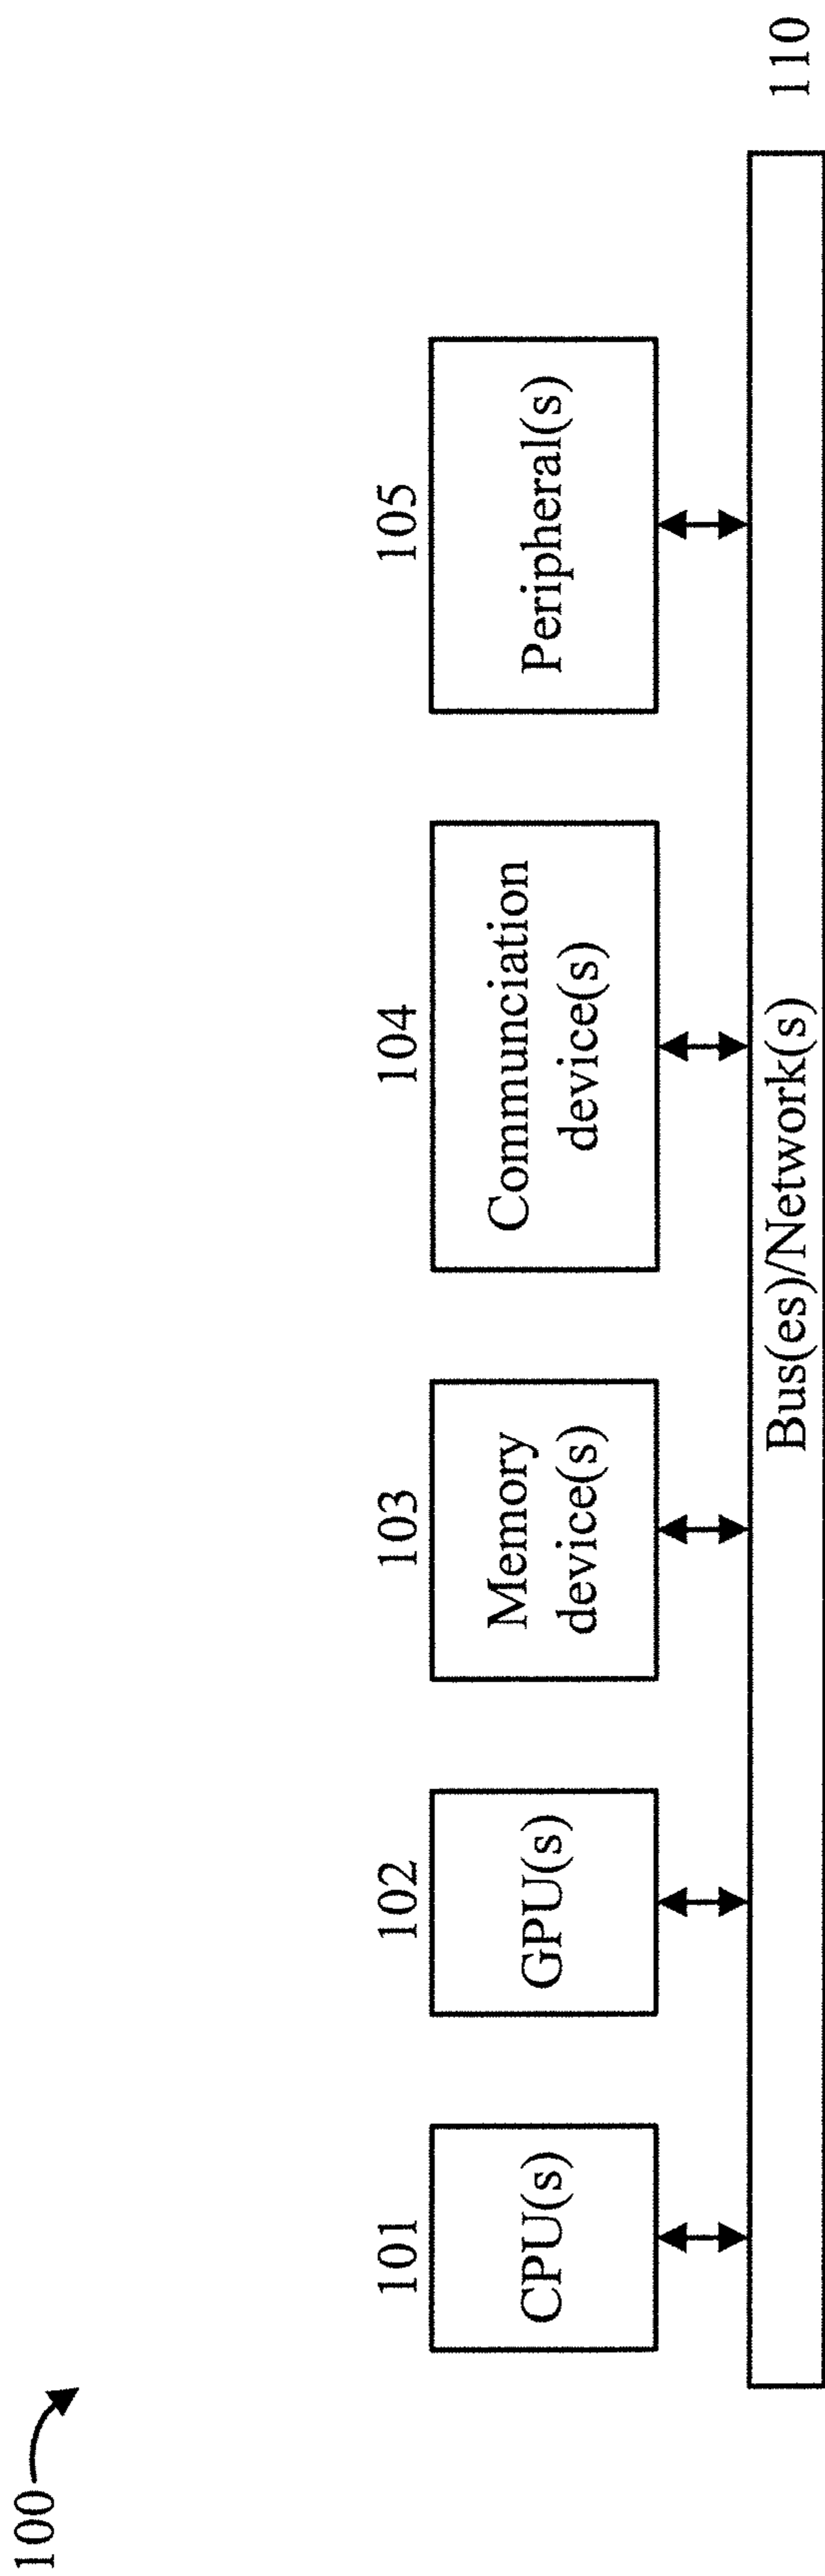 100
101
CPU(s)
102
GPU(s)
103
Memory
device(s)
104
Communciation
device(s)
105
Peripheral(s)
Bus(es)/Network(s)
110